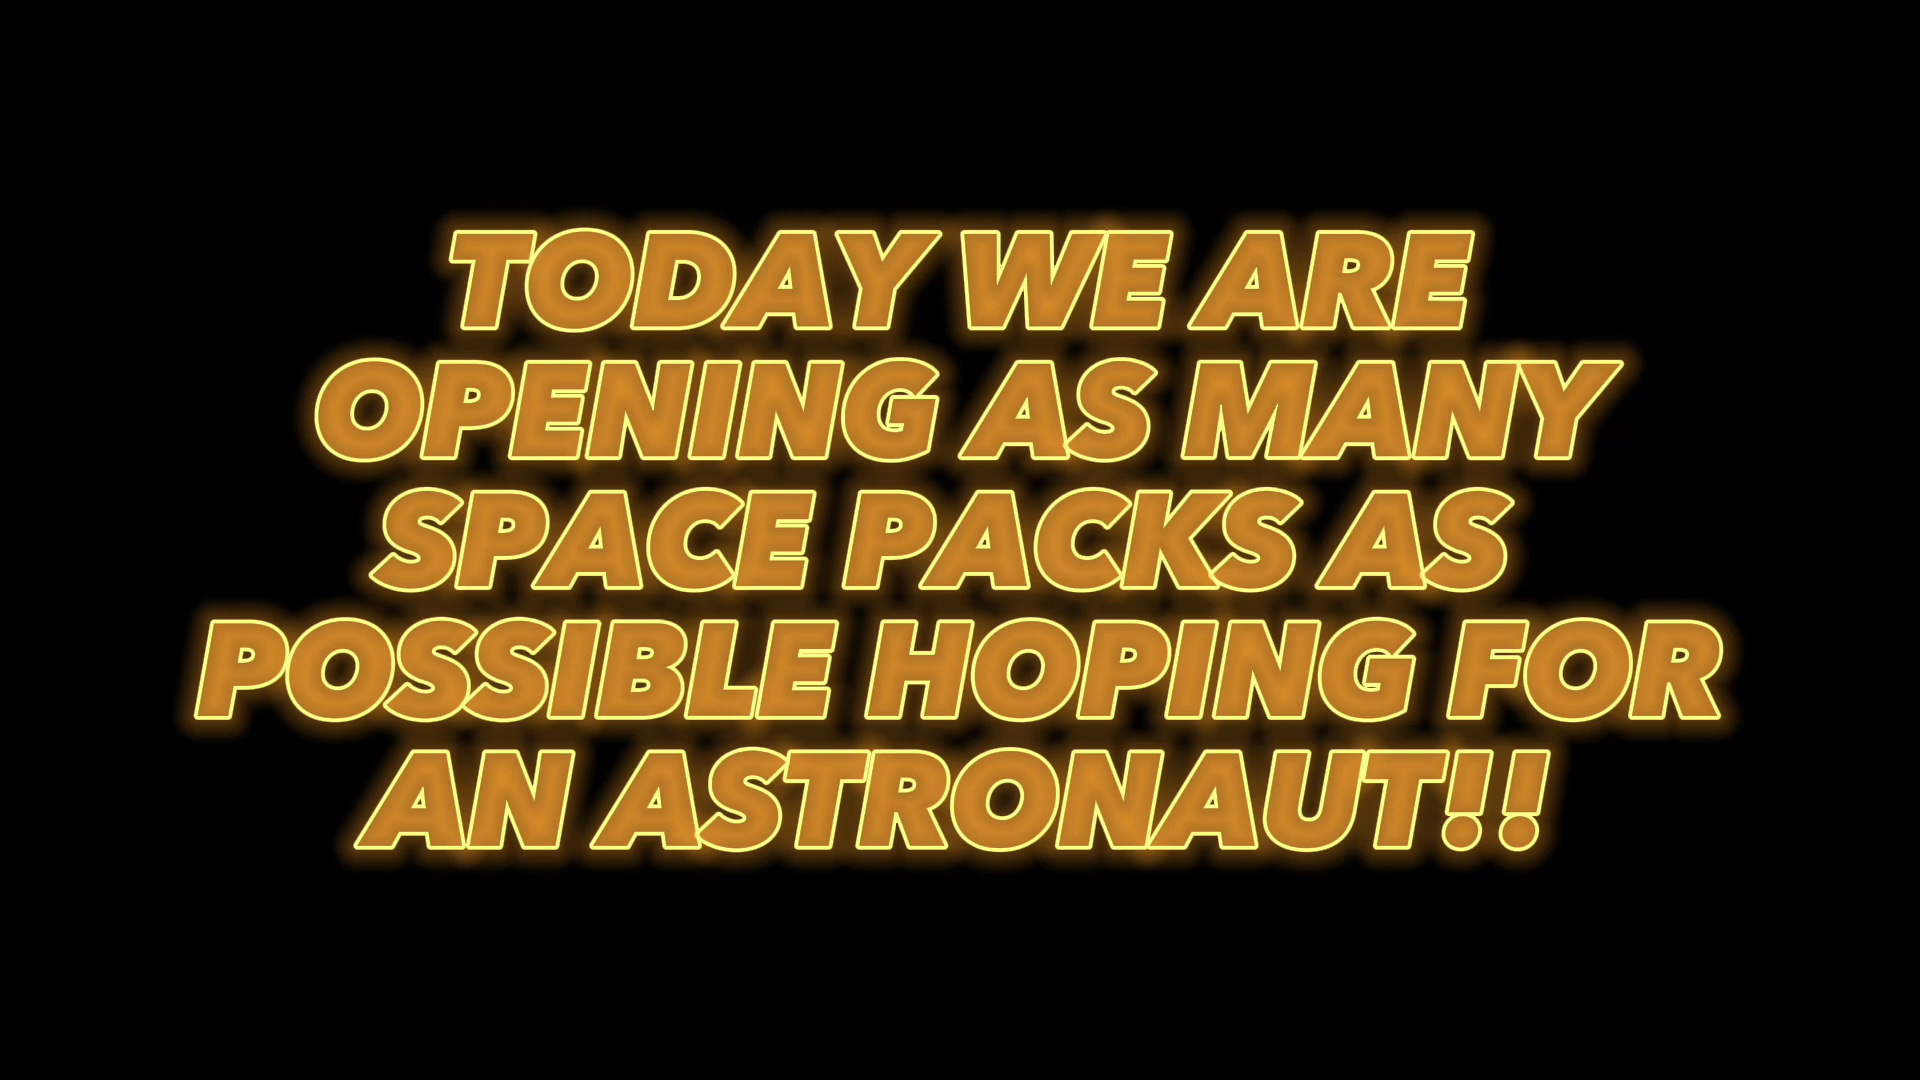 TODAY WE ARE
OPENING AS MANY
SPACE PACKS AS
POSSIBLE HOPING FOR
AN ASTRONAUT!!